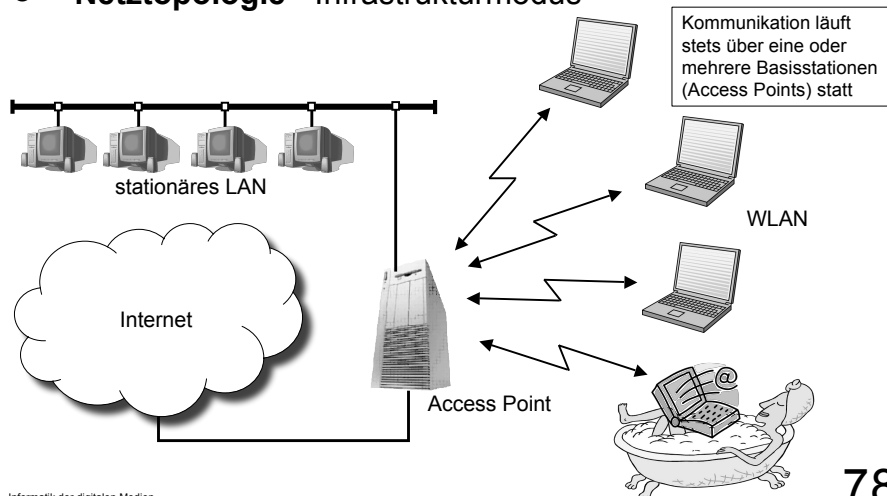 Netztopologie - Infrastrukturmodus
Kommunikation läuft
stets über eine oder
mehrere Basisstationen
(Access Points) statt
stationäres LAN
WLAN
Internet
@
Access Point
Informatik der digitalen Medien
78